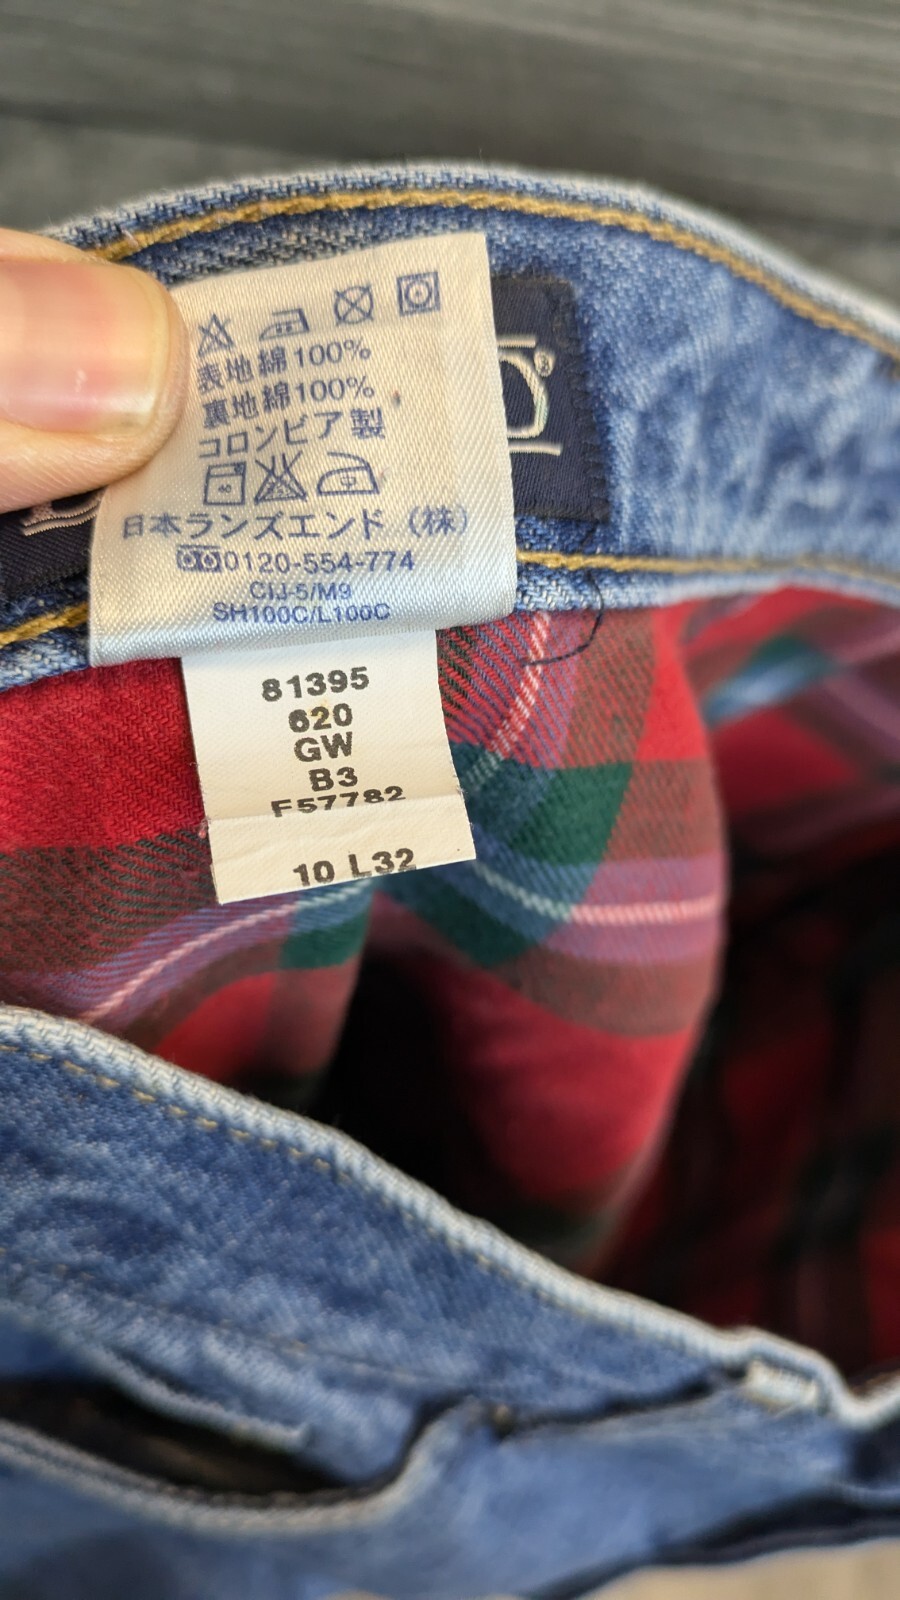 表地綿100%
裏地綿100%
コロンビア製
40
日本ランズエンド（株）
0120-554-774
CIJ-5/M9
SH100C/L100C
81395
620
GW
B3
F57782
10 L32